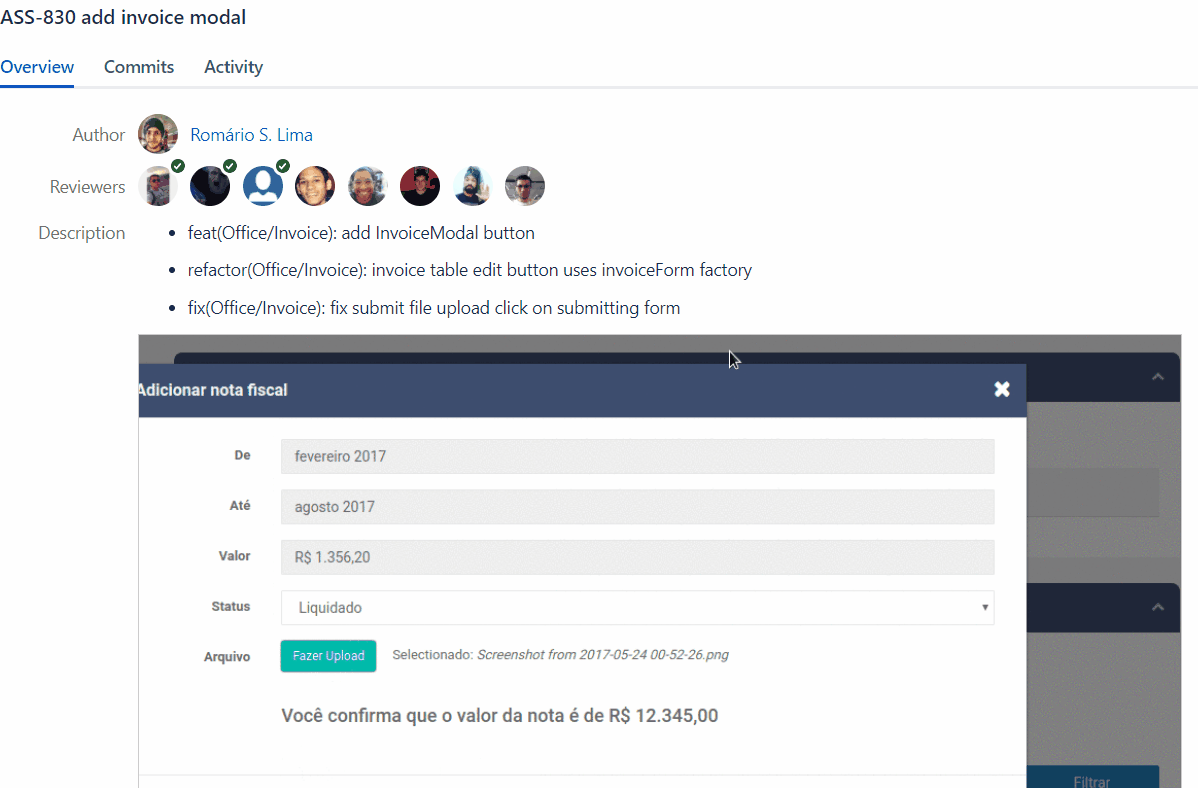 ASS-830 add invoice modal
Overview Commits Activity
Author Romário S. Lima
Reviewers
Description
• feat(Office/Invoice): add InvoiceModal button
• refactor(Office/Invoice): invoice table edit button uses invoiceForm factory
• fix(Office/Invoice): fix submit file upload click on submitting form
Adicionar nota fiscal
De fevereiro 2017
Até agosto 2017
Valor R$ 1.356,20
Status Liquidado
Arquivo Fazer Upload Selectionado: Screenshot from 2017-05-24 00-52-26.png
Você confirma que o valor da nota é de R$ 12.345,00
Filtrar